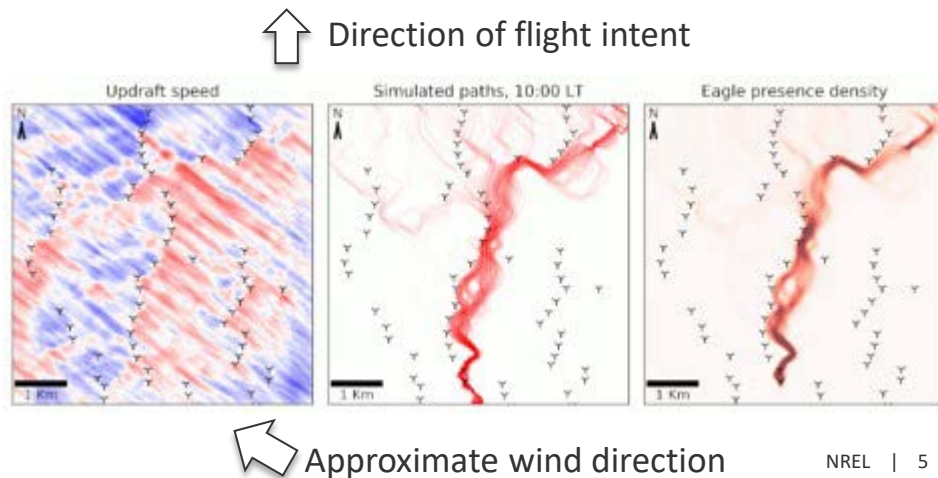 Direction of flight intent
Updraft speed
Simulated paths, 10:00 LT
Eagle presence density
N
N
N
1 Km
1 Km
1 Km
Approximate wind direction
NREL | 5